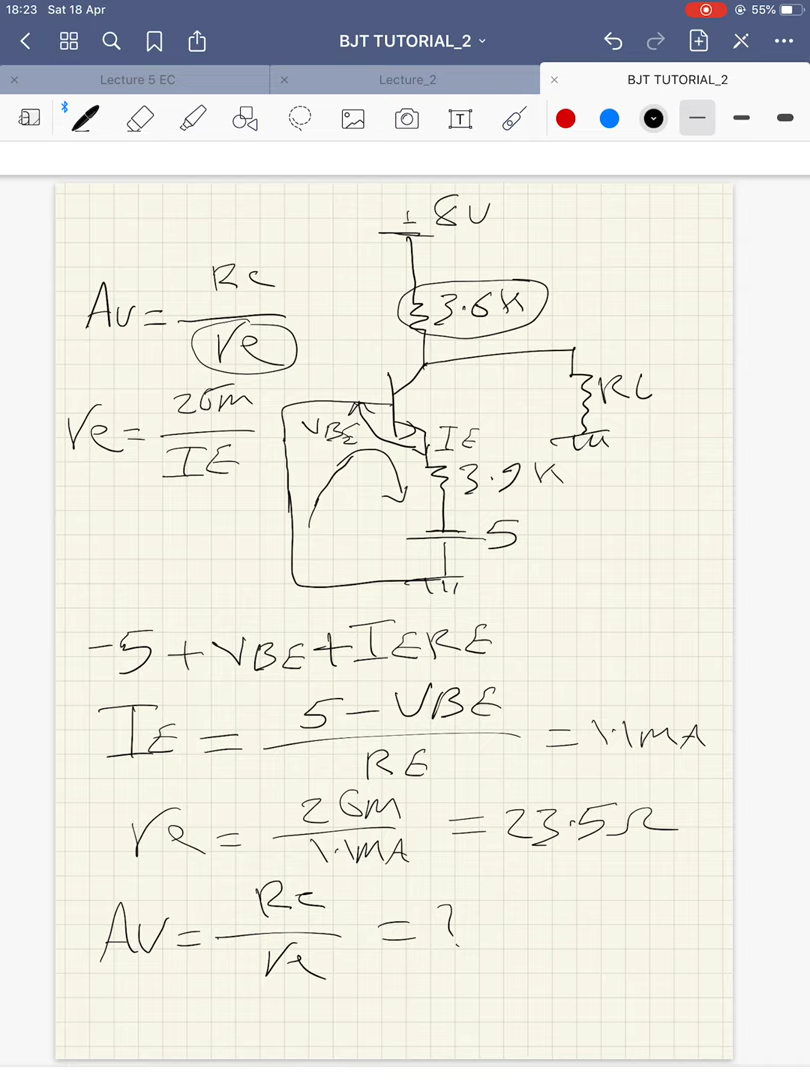 18:23 Sat 18 Apr
55%
BJT TUTORIAL_2
Lecture 5 EC
Lecture_2
BJT TUTORIAL_2
T
8V
Av = Rc / re
3.6K
re = 26m / IE
RL
VBE
IE
3.9K
5
-5 + VBE + IERE
IE = 5 - VBE / RE = 1.1mA
re = 26m / 1.1mA = 23.5Ω
Av = Rc / re = ?